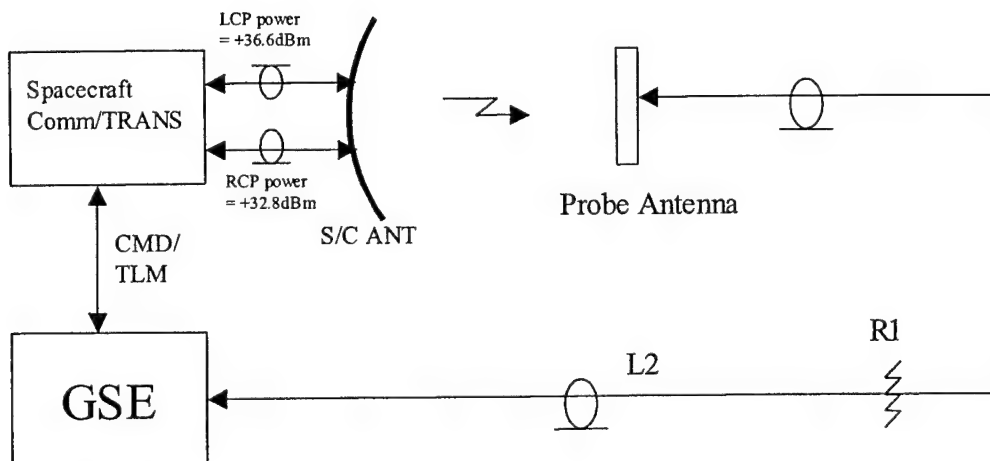 LCP power
= +36.6dBm
Spacecraft
Comm/TRANS
RCP power
= +32.8dBm
S/C ANT
Probe Antenna
CMD/
TLM
GSE
L2
R1